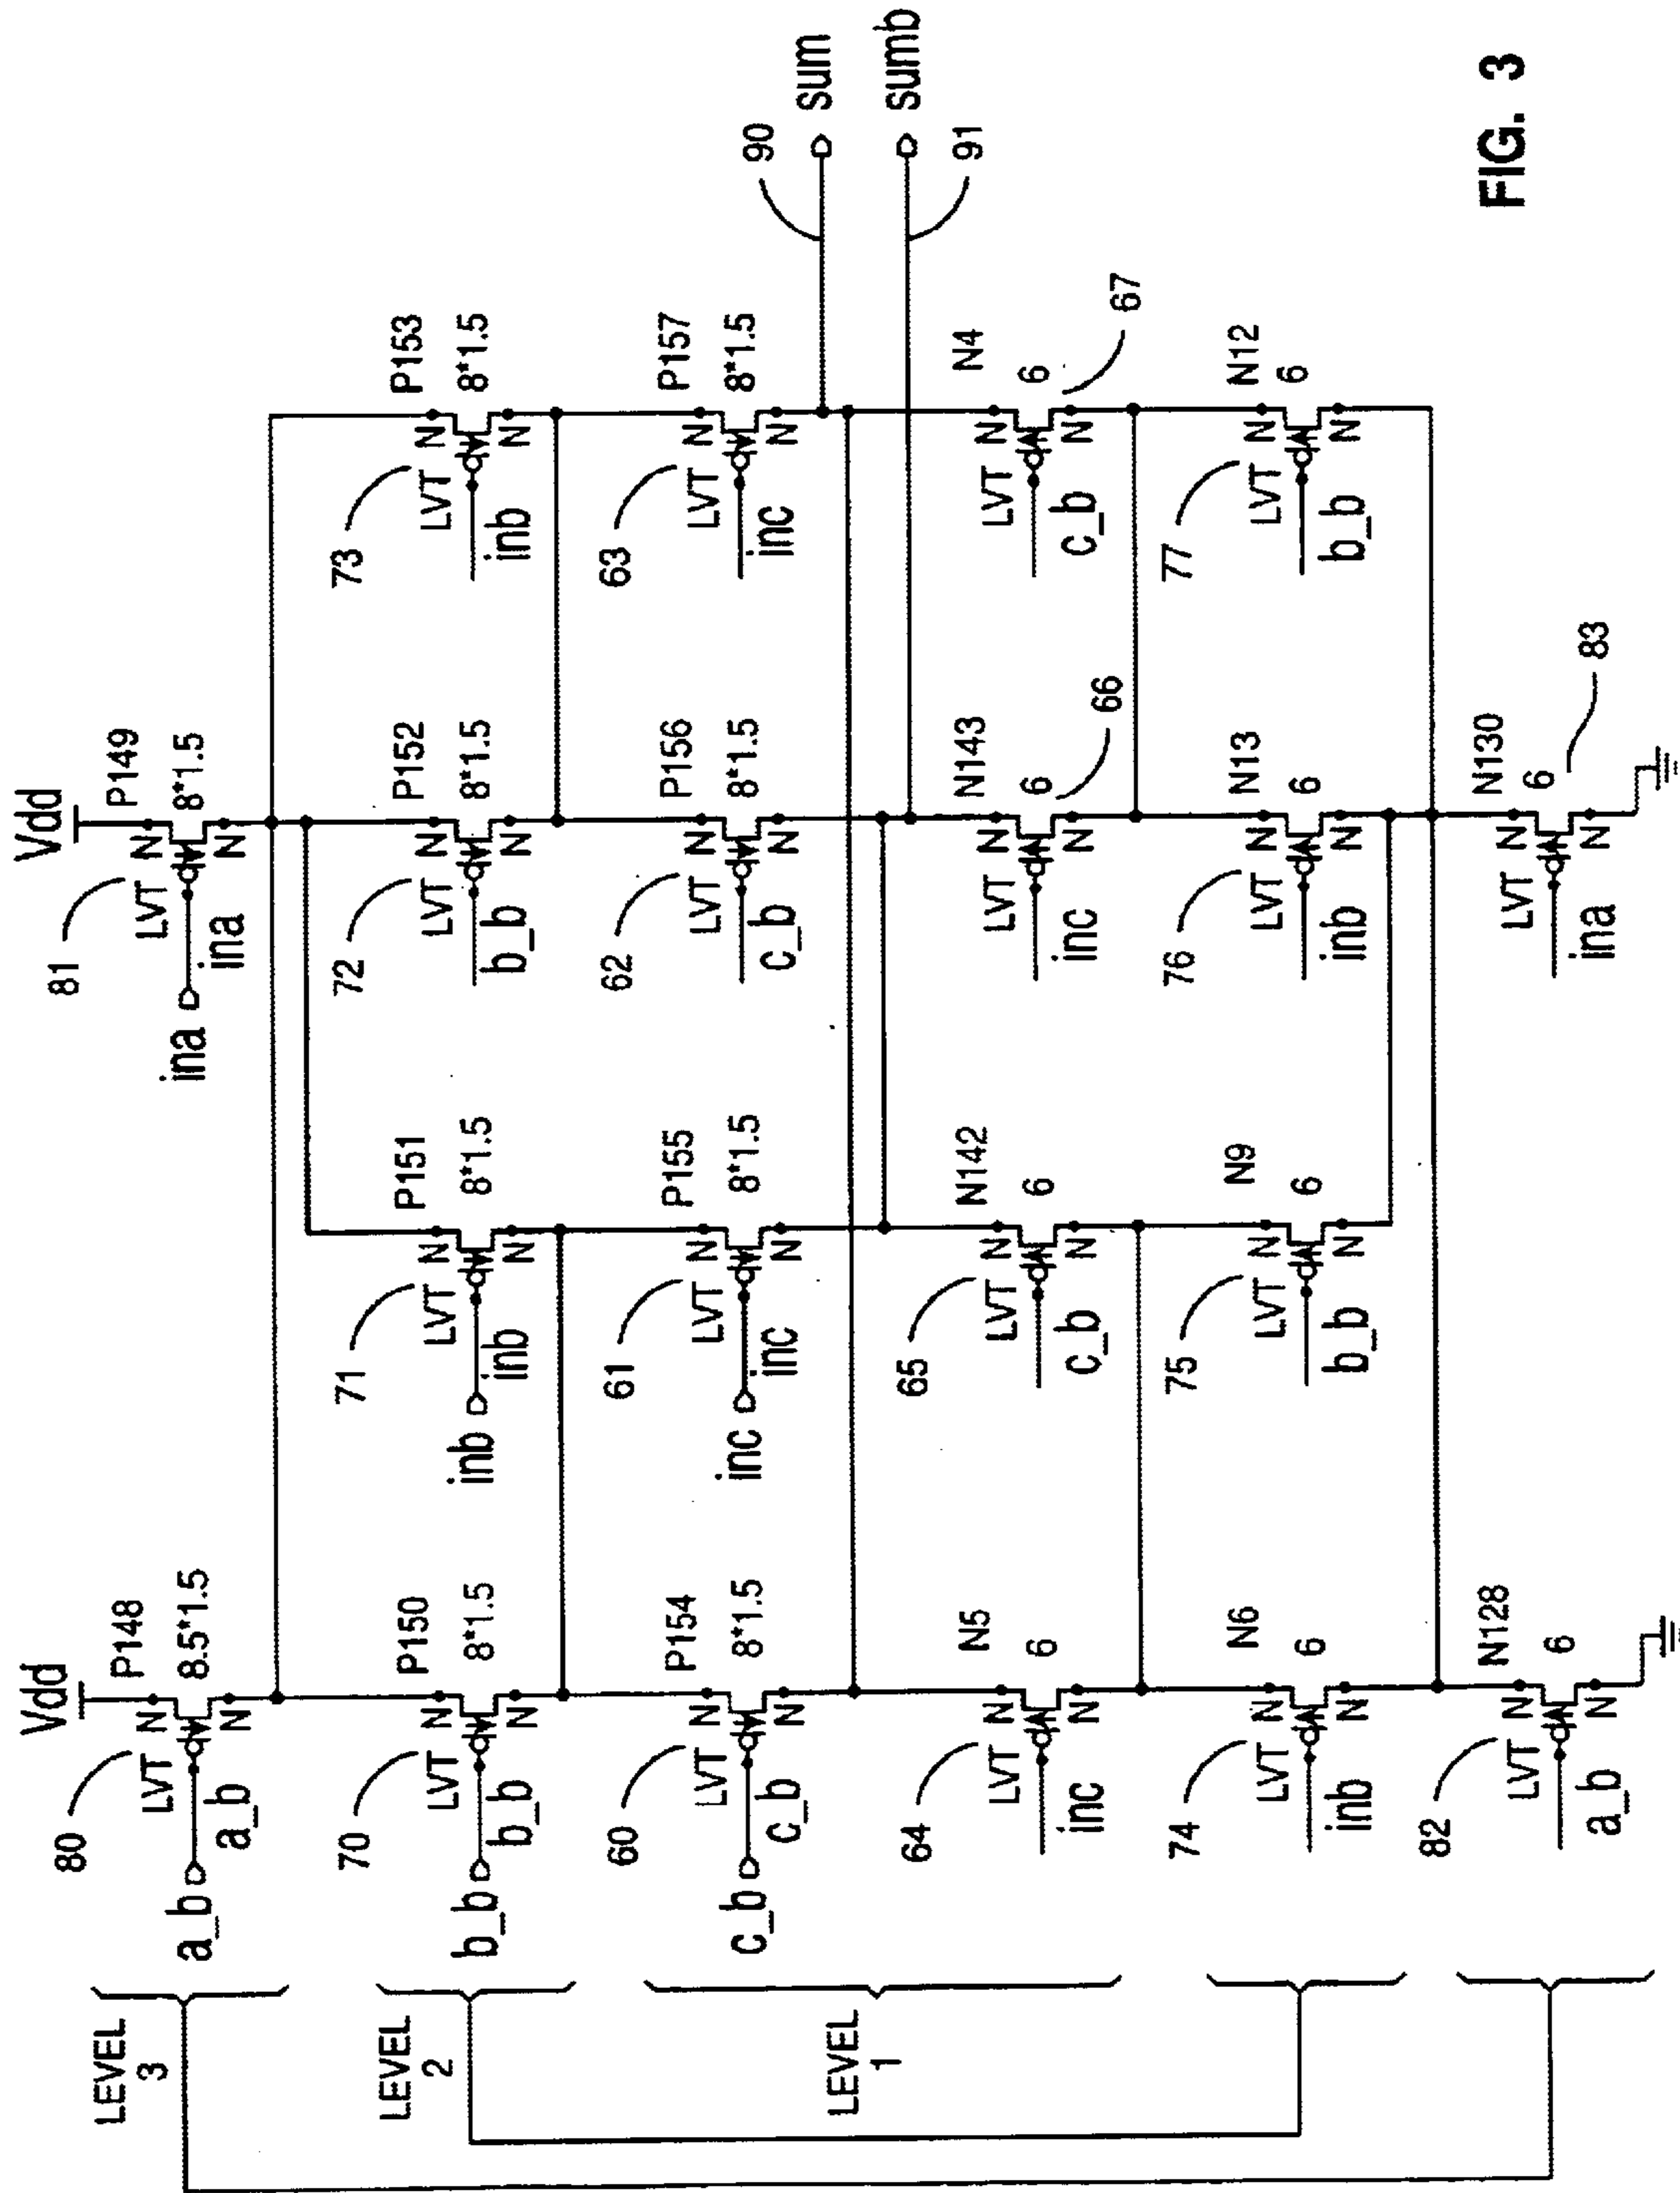 Vdd
Vdd
LEVEL
3
80
P148
8.5*1.5
N
LVT
N
a_b
a_b
81
P149
8*1.5
N
LVT
N
ina
ina
LEVEL
2
70
P150
8*1.5
N
LVT
N
b_b
b_b
71
P151
8*1.5
N
LVT
N
inb
inb
72
P152
8*1.5
N
LVT
N
b_b
73
P153
8*1.5
N
LVT
N
inb
60
P154
8*1.5
N
LVT
N
c_b
c_b
61
P155
8*1.5
N
LVT
N
inc
inc
62
P156
8*1.5
N
LVT
N
c_b
63
P157
8*1.5
N
LVT
N
inc
90
sum
sumb
91
LEVEL
1
64
N5
6
N
LVT
N
inc
65
N142
6
N
LVT
N
c_b
N143
6
66
N
LVT
N
inc
N4
6
67
N
LVT
N
c_b
74
N6
6
N
LVT
N
inb
75
N9
6
N
LVT
N
b_b
76
N13
6
N
LVT
N
inb
77
N12
6
N
LVT
N
b_b
82
N128
6
N
LVT
N
a_b
N130
6
83
N
LVT
N
ina
FIG. 3